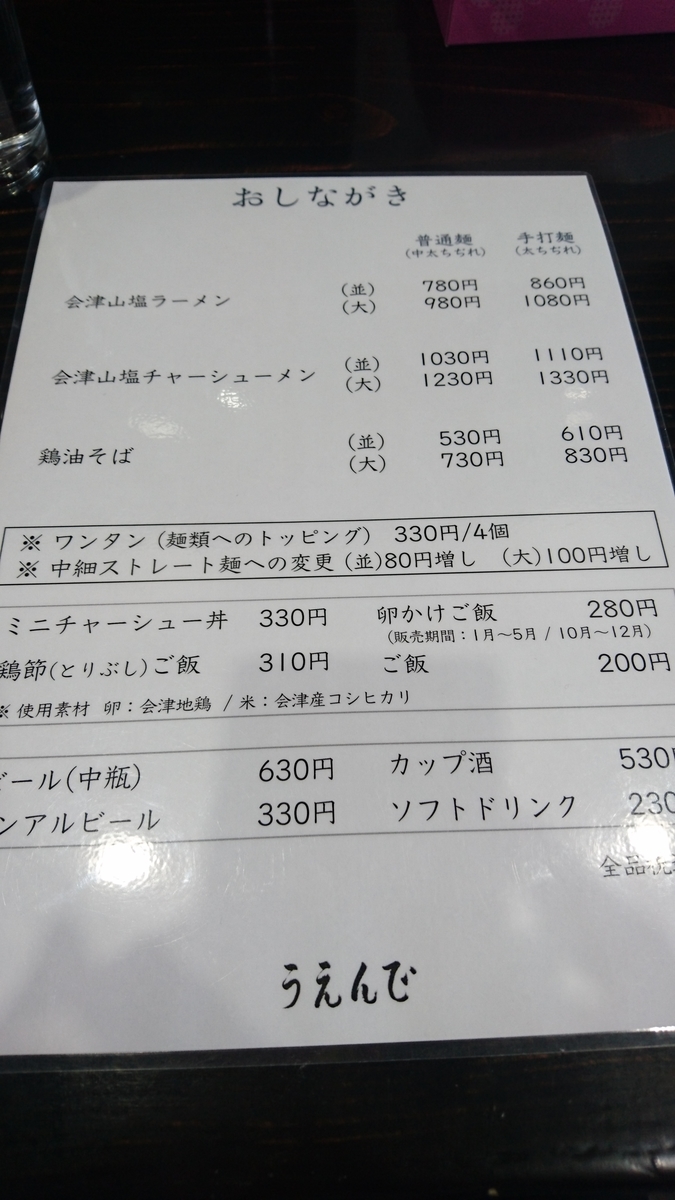 おしながき
普通麺 手打麺
(中太ちぢれ) (太ちぢれ)
会津山塩ラーメン (並) 780円 860円
(大) 980円 1080円
会津山塩チャーシューメン (並) 1030円 1110円
(大) 1230円 1330円
鶏油そば (並) 530円 610円
(大) 730円 830円
※ ワンタン (麺類へのトッピング) 330円/4個
※ 中細ストレート麺への変更 (並)80円増し (大)100円増し
ミニチャーシュー丼 330円 卵かけご飯 280円
(販売期間：1月～5月 / 10月～12月)
鶏節(とりぶし)ご飯 310円 ご飯 200円
※ 使用素材 卵：会津地鶏 / 米：会津産コシヒカリ
ビール(中瓶) 630円 カップ酒 530円
ンアルビール 330円 ソフトドリンク 230
全品税
うえんで